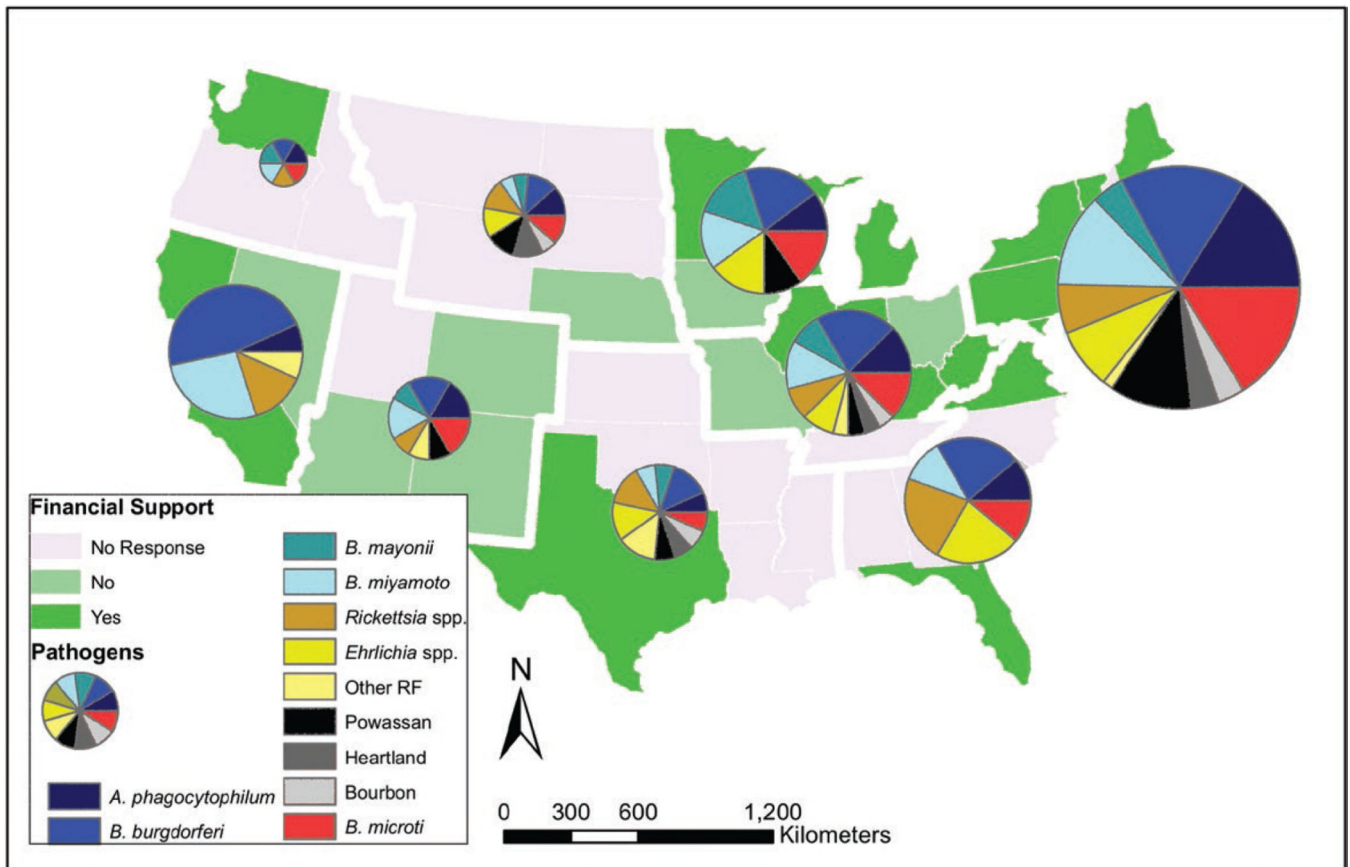 Financial Support
No Response
No
Yes
Pathogens
A. phagocytophilum
B. burgdorferi
B. mayonii
B. miyamoto
Rickettsia spp.
Ehrlichia spp.
Other RF
Powassan
Heartland
Bourbon
B. microti
N
0 300 600 1,200
Kilometers